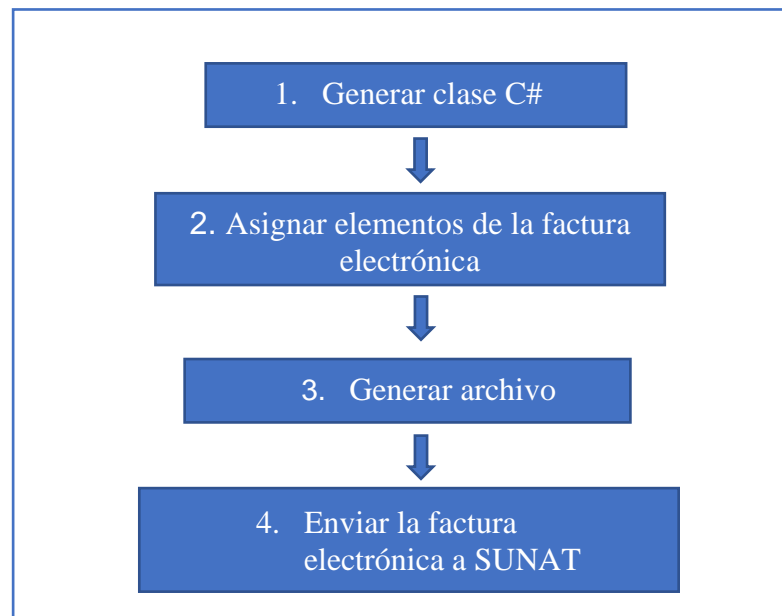 1. Generar clase C#
2. Asignar elementos de la factura
electrónica
3. Generar archivo
4. Enviar la factura
electrónica a SUNAT